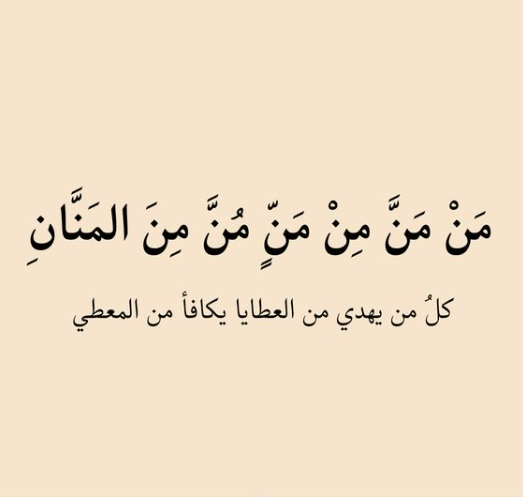 مَنْ مَنَّ مِنْ مَنٍّ مُنَّ مِنَ المَنَّانِ
كلُ من يهدي من العطايا يكافأ من المعطي